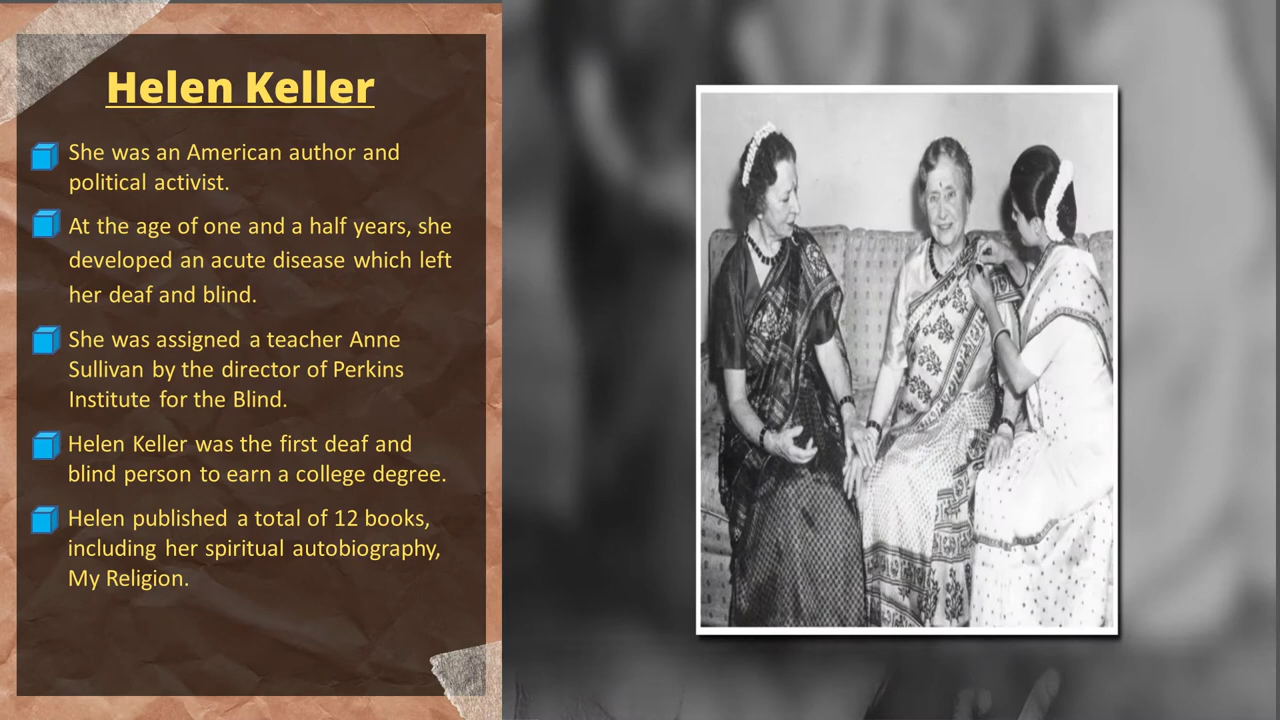 Helen Keller
She was an American author and
political activist.
At the age of one and a half years, she
developed an acute disease which left
her deaf and blind.
She was assigned a teacher Anne
Sullivan by the director of Perkins
Institute for the Blind.
Helen Keller was the first deaf and
blind person to earn a college degree.
Helen published a total of 12 books,
including her spiritual autobiography,
My Religion.